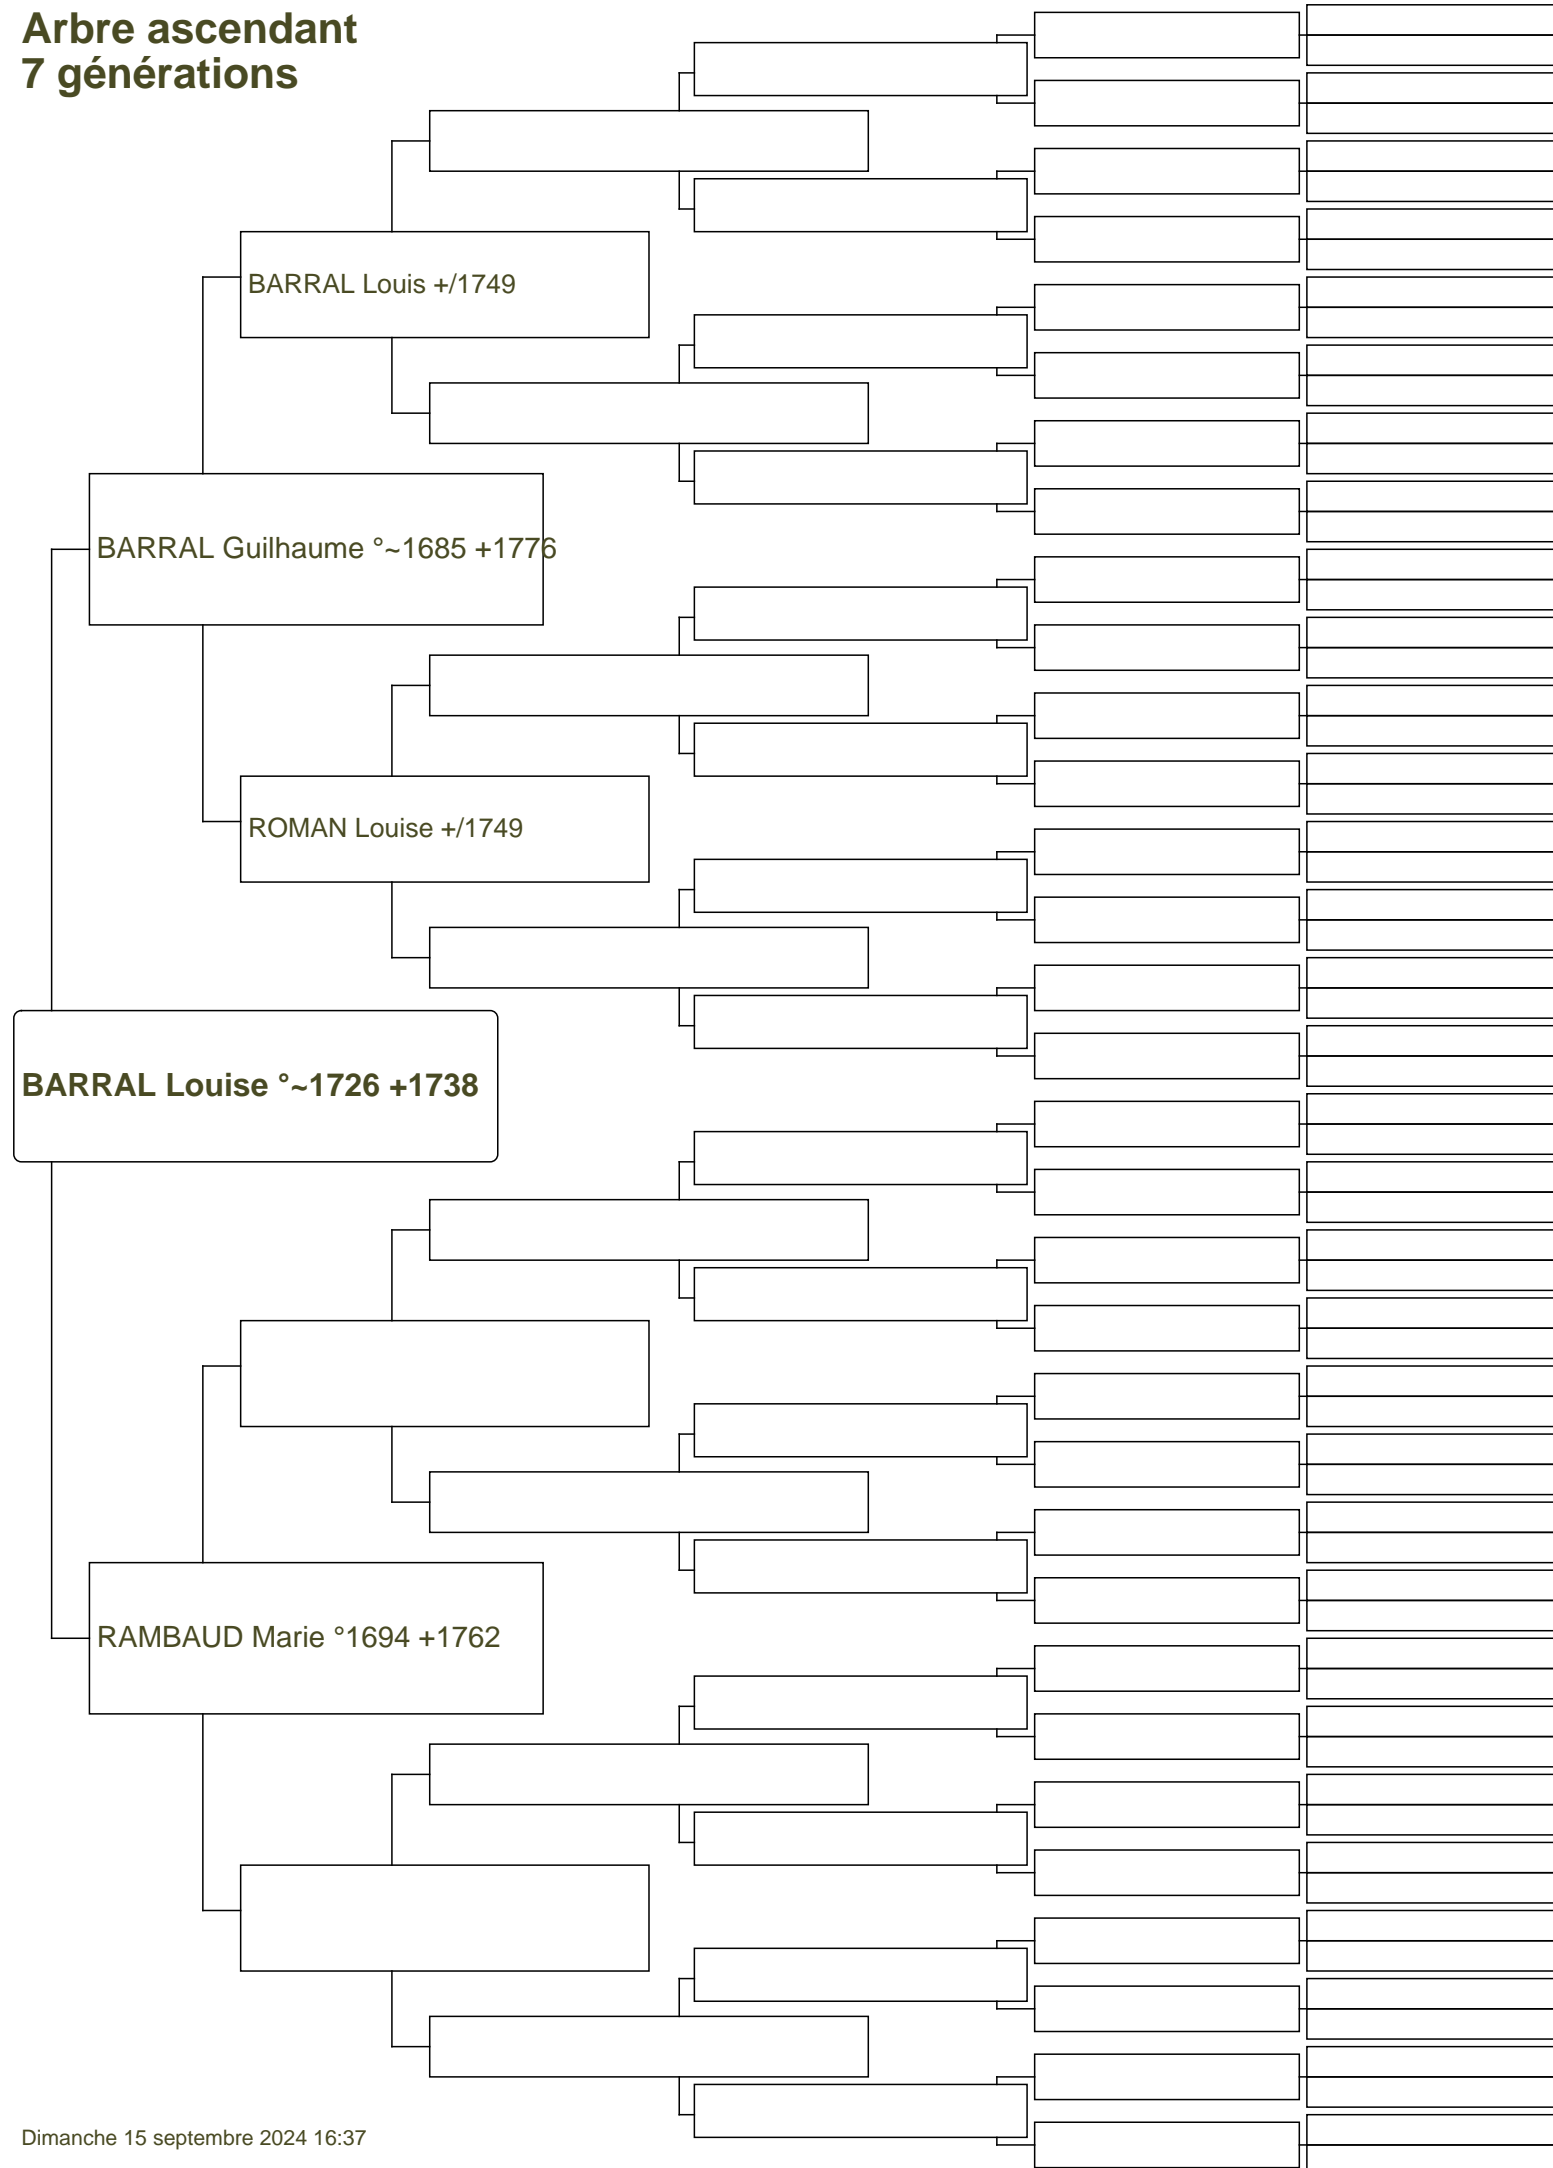 Arbre ascendant
7 générations
BARRAL Louis +/1749
BARRAL Guilhaume °~1685 +1776
ROMAN Louise +/1749
BARRAL Louise °~1726 +1738
RAMBAUD Marie °1694 +1762
Dimanche 15 septembre 2024 16:37